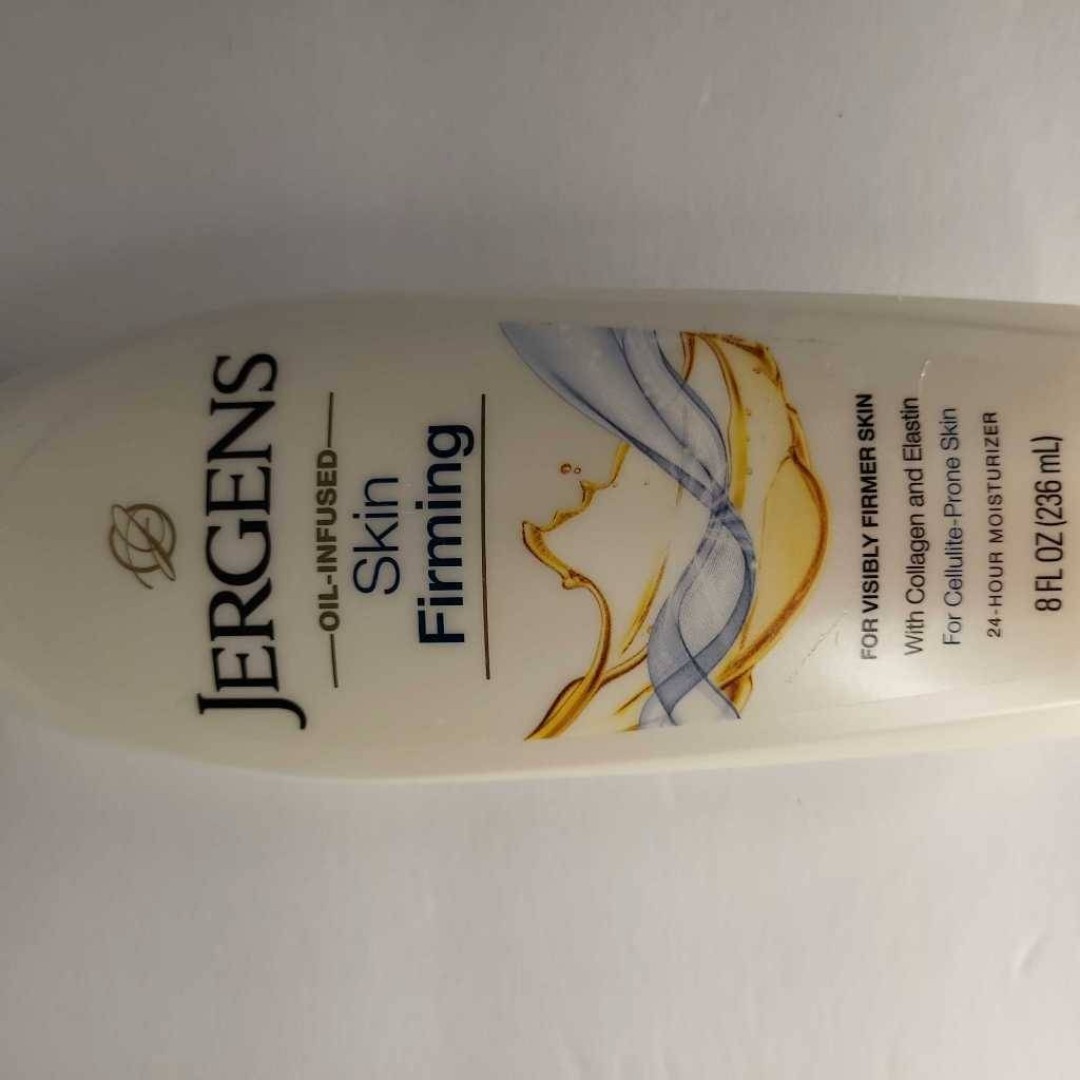 JERGENS
OIL-INFUSED
Skin
Firming
FOR VISIBLY FIRMER SKIN
With Collagen and Elastin
For Cellulite-Prone Skin
24-HOUR MOISTURIZER
8 FL OZ (236 mL)